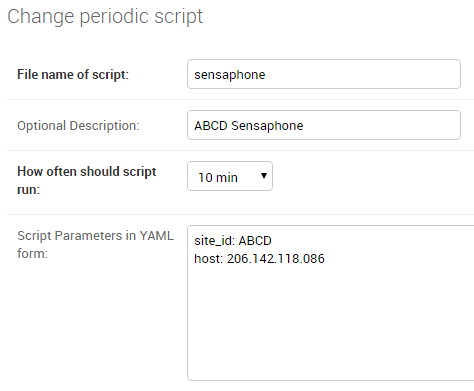 Change periodic script
File name of script:
sensaphone
Optional Description:
ABCD Sensaphone
How often should script
run:
10 min
Script Parameters in YAML
form:
site_id: ABCD
host: 206.142.118.086